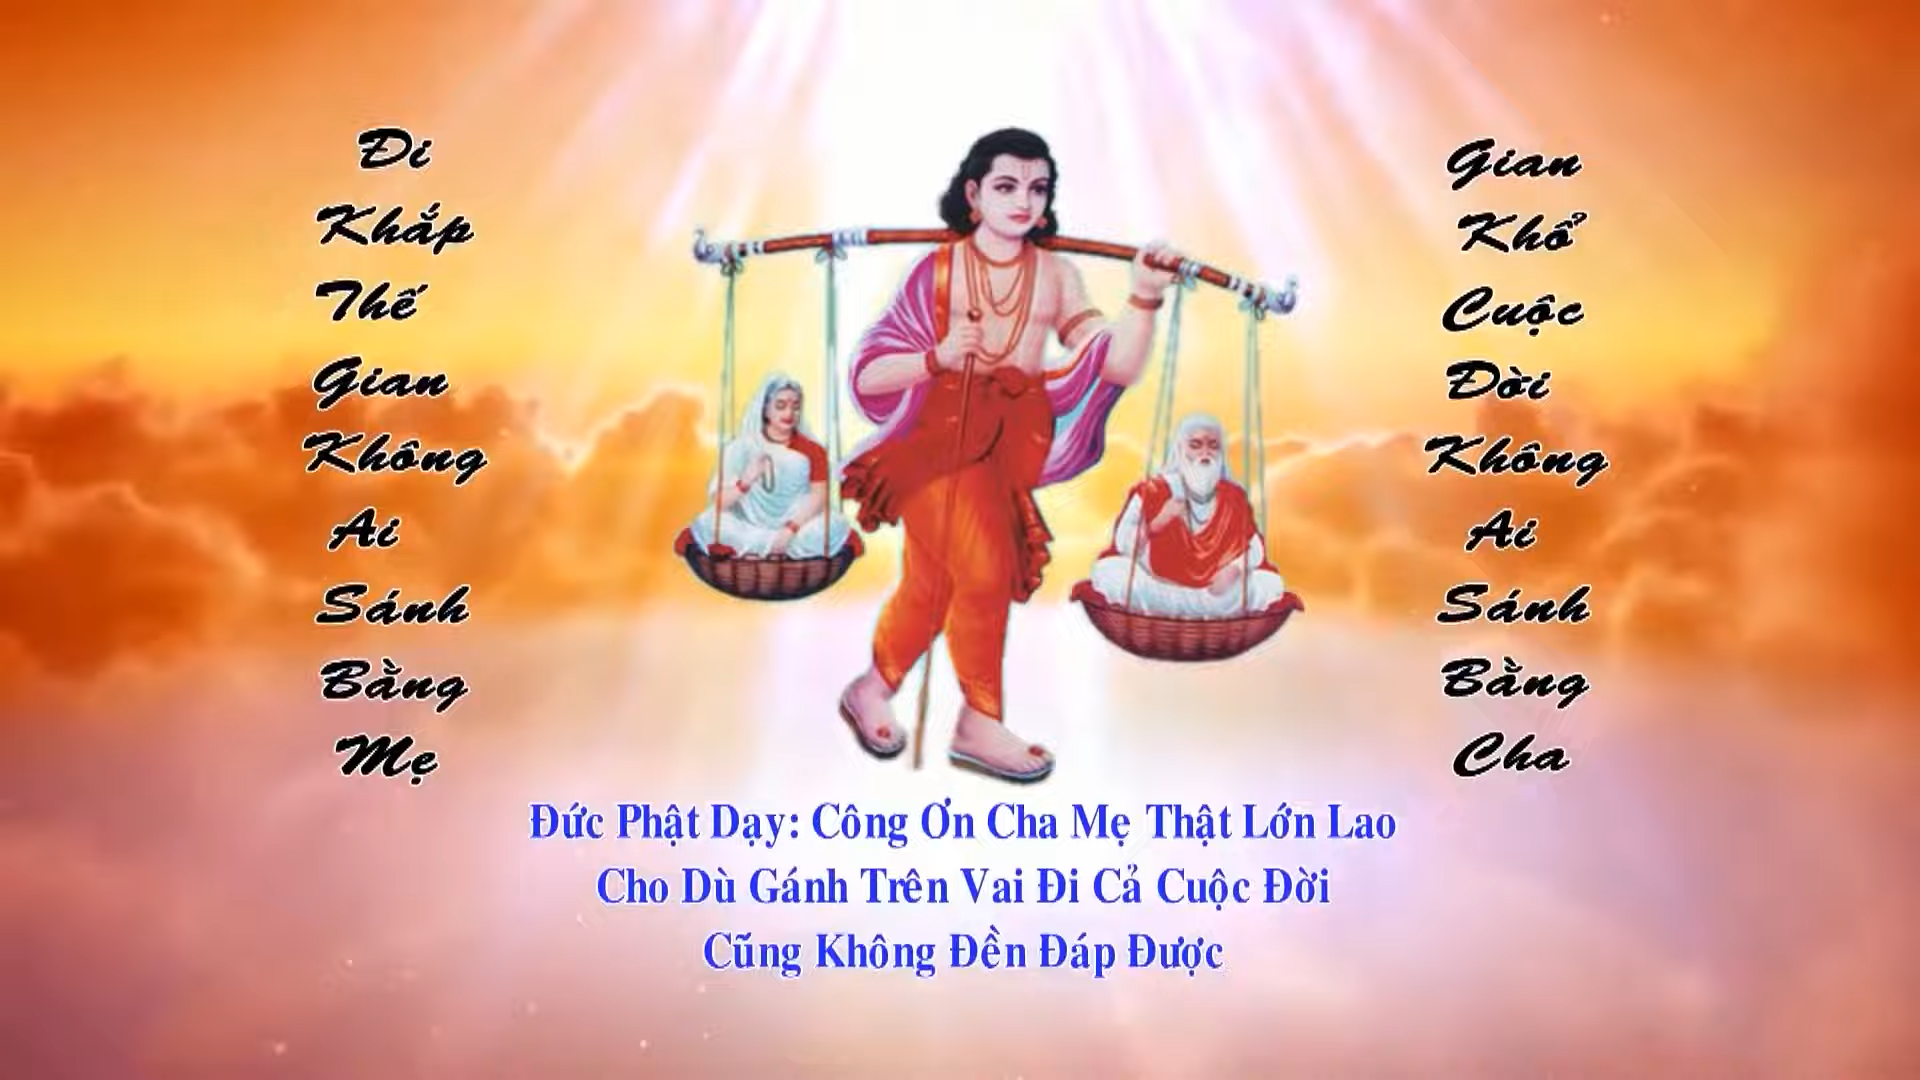 Đi
Khắp
Thế
Gian
Không
Ai
Sánh
Bằng
Mẹ
Gian
Khổ
Cuộc
Đời
Không
Ai
Sánh
Bằng
Cha
Đức Phật Dạy: Công Ơn Cha Mẹ Thật Lớn Lao
Cho Dù Gánh Trên Vai Đi Cả Cuộc Đời
Cũng Không Đền Đáp Được